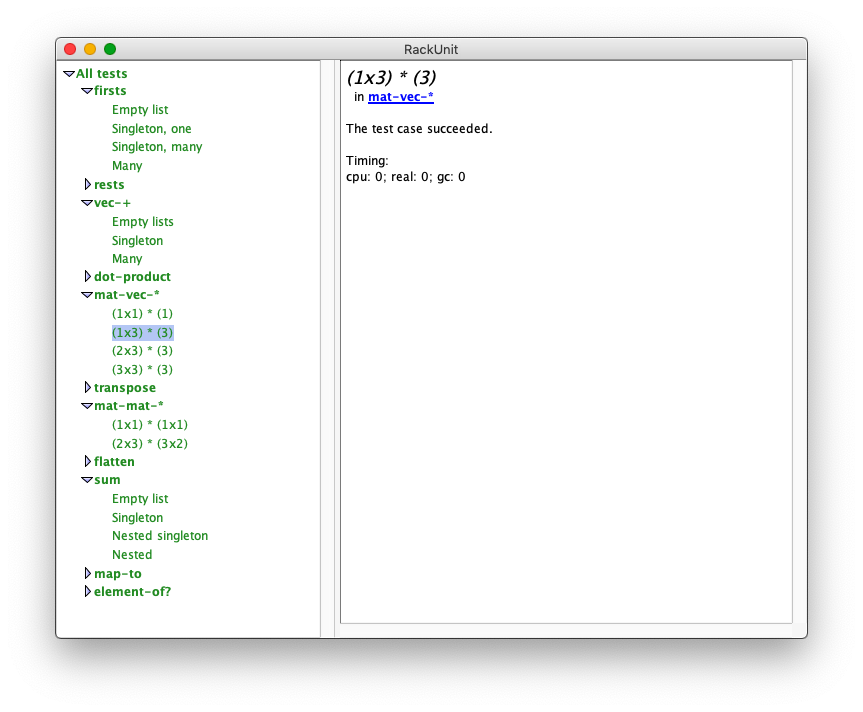 RackUnit
All tests
firsts
Empty list
Singleton, one
Singleton, many
Many
rests
vec-+
Empty lists
Singleton
Many
dot-product
mat-vec-*
(1x1) * (1)
(1x3) * (3)
(2x3) * (3)
(3x3) * (3)
transpose
mat-mat-*
(1x1) * (1x1)
(2x3) * (3x2)
flatten
sum
Empty list
Singleton
Nested singleton
Nested
map-to
element-of?
(1x3) * (3)
in mat-vec-*
The test case succeeded.
Timing:
cpu: 0; real: 0; gc: 0